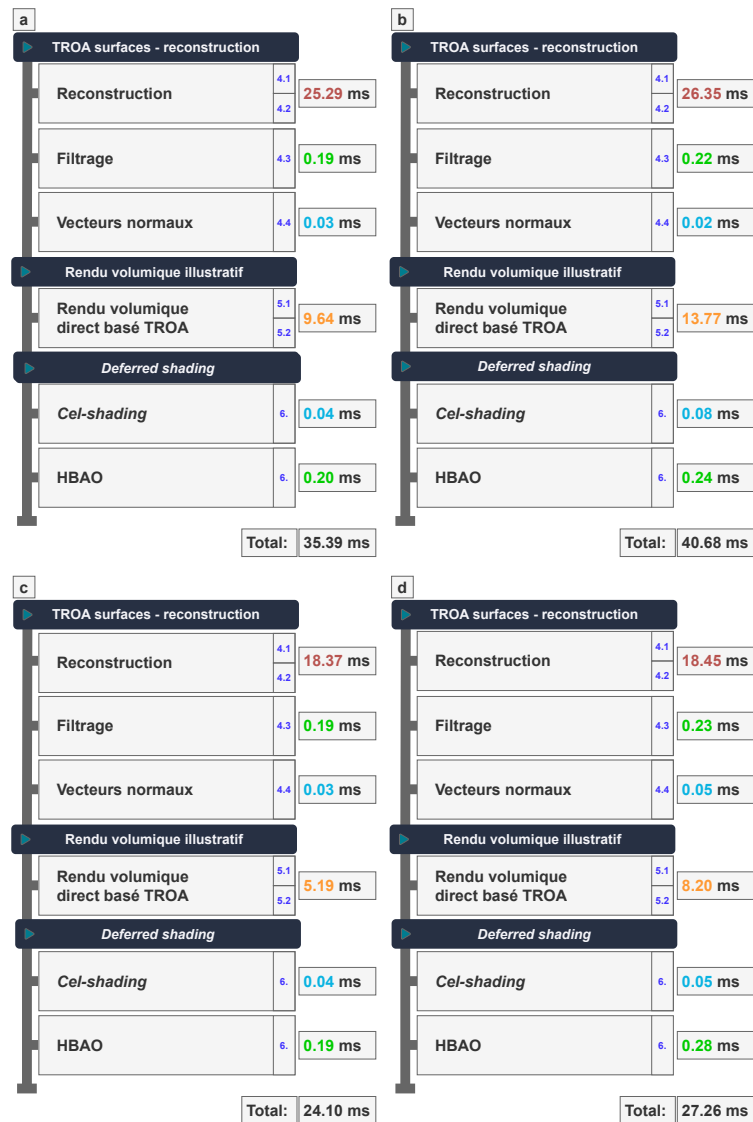 a
TROA surfaces - reconstruction
Reconstruction
4.1
4.2
25.29 ms
Filtrage
4.3
0.19 ms
Vecteurs normaux
4.4
0.03 ms
Rendu volumique illustratif
Rendu volumique
direct basé TROA
5.1
5.2
9.64 ms
Deferred shading
Cel-shading
6.
0.04 ms
HBAO
6.
0.20 ms
Total: 35.39 ms
b
TROA surfaces - reconstruction
Reconstruction
4.1
4.2
26.35 ms
Filtrage
4.3
0.22 ms
Vecteurs normaux
4.4
0.02 ms
Rendu volumique illustratif
Rendu volumique
direct basé TROA
5.1
5.2
13.77 ms
Deferred shading
Cel-shading
6.
0.08 ms
HBAO
6.
0.24 ms
Total: 40.68 ms
c
TROA surfaces - reconstruction
Reconstruction
4.1
4.2
18.37 ms
Filtrage
4.3
0.19 ms
Vecteurs normaux
4.4
0.03 ms
Rendu volumique illustratif
Rendu volumique
direct basé TROA
5.1
5.2
5.19 ms
Deferred shading
Cel-shading
6.
0.04 ms
HBAO
6.
0.19 ms
Total: 24.10 ms
d
TROA surfaces - reconstruction
Reconstruction
4.1
4.2
18.45 ms
Filtrage
4.3
0.23 ms
Vecteurs normaux
4.4
0.05 ms
Rendu volumique illustratif
Rendu volumique
direct basé TROA
5.1
5.2
8.20 ms
Deferred shading
Cel-shading
6.
0.05 ms
HBAO
6.
0.28 ms
Total: 27.26 ms